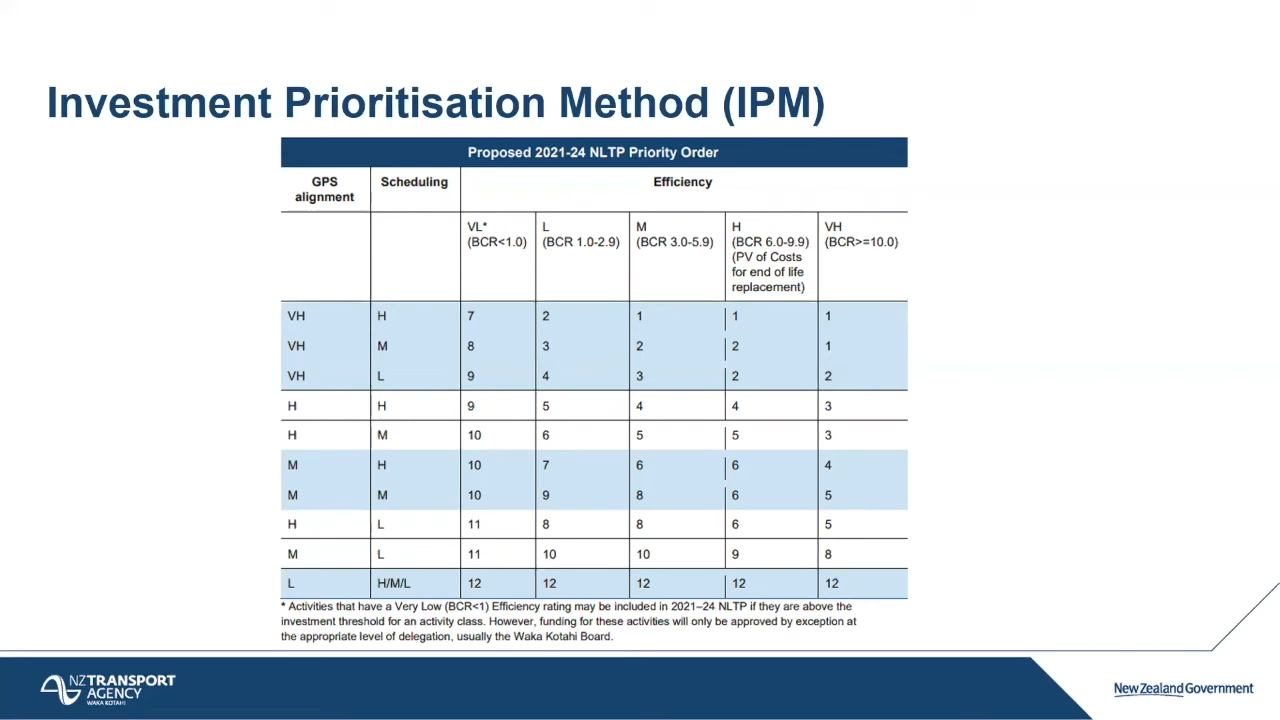 Investment Prioritisation Method (IPM)
Proposed 2021-24 NLTP Priority Order
GPS alignment Scheduling Efficiency
VL* (BCR<1.0) L (BCR 1.0-2.9) M (BCR 3.0-5.9) H (BCR 6.0-9.9) (PV of Costs for end of life replacement) VH (BCR>=10.0)
VH H 7 2 1 1 1
VH M 8 3 2 2 1
VH L 9 4 3 2 2
H H 9 5 4 4 3
H M 10 6 5 5 3
M H 10 7 6 6 4
M M 10 9 8 6 5
H L 11 8 8 6 5
M L 11 10 10 9 8
L H/M/L 12 12 12 12 12
* Activities that have a Very Low (BCR<1) Efficiency rating may be included in 2021–24 NLTP if they are above the
investment threshold for an activity class. However, funding for these activities will only be approved by exception at
the appropriate level of delegation, usually the Waka Kotahi Board.
NZTRANSPORT
AGENCY
WAKA KOTAHI
New Zealand Government